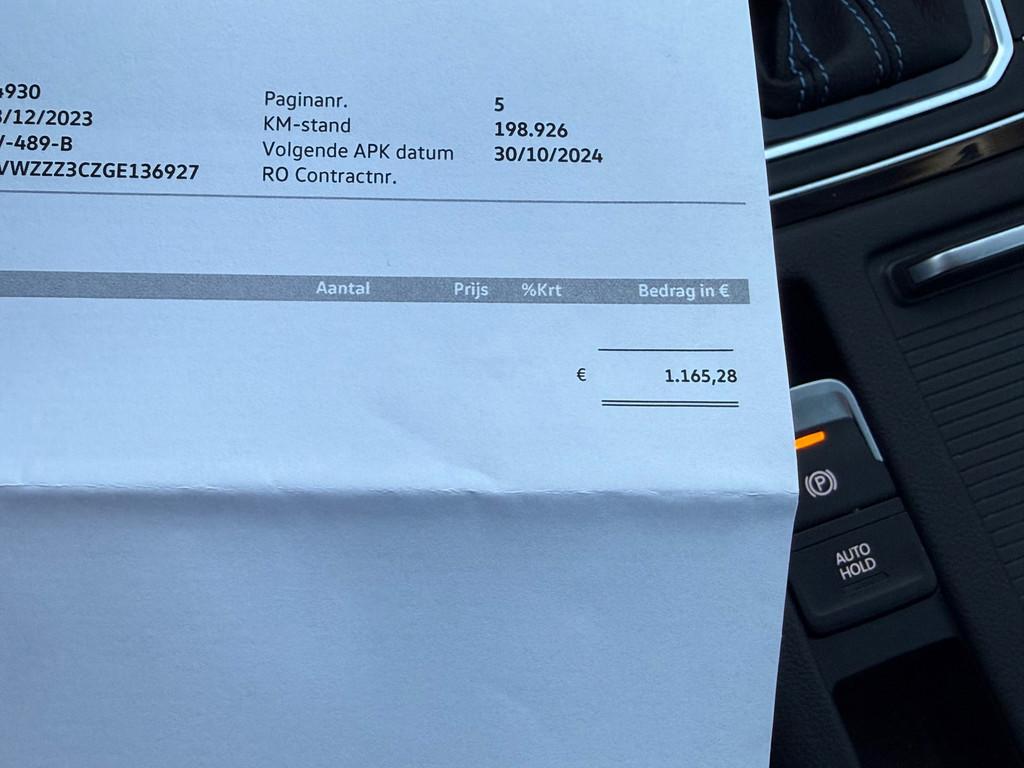 4930
3/12/2023
-489-B
VWZZZ3CZGE136927
Paginanr. 5
KM-stand 198.926
Volgende APK datum 30/10/2024
RO Contractnr.
Aantal Prijs %Krt Bedrag in €
€ 1.165,28
P
AUTO
HOLD